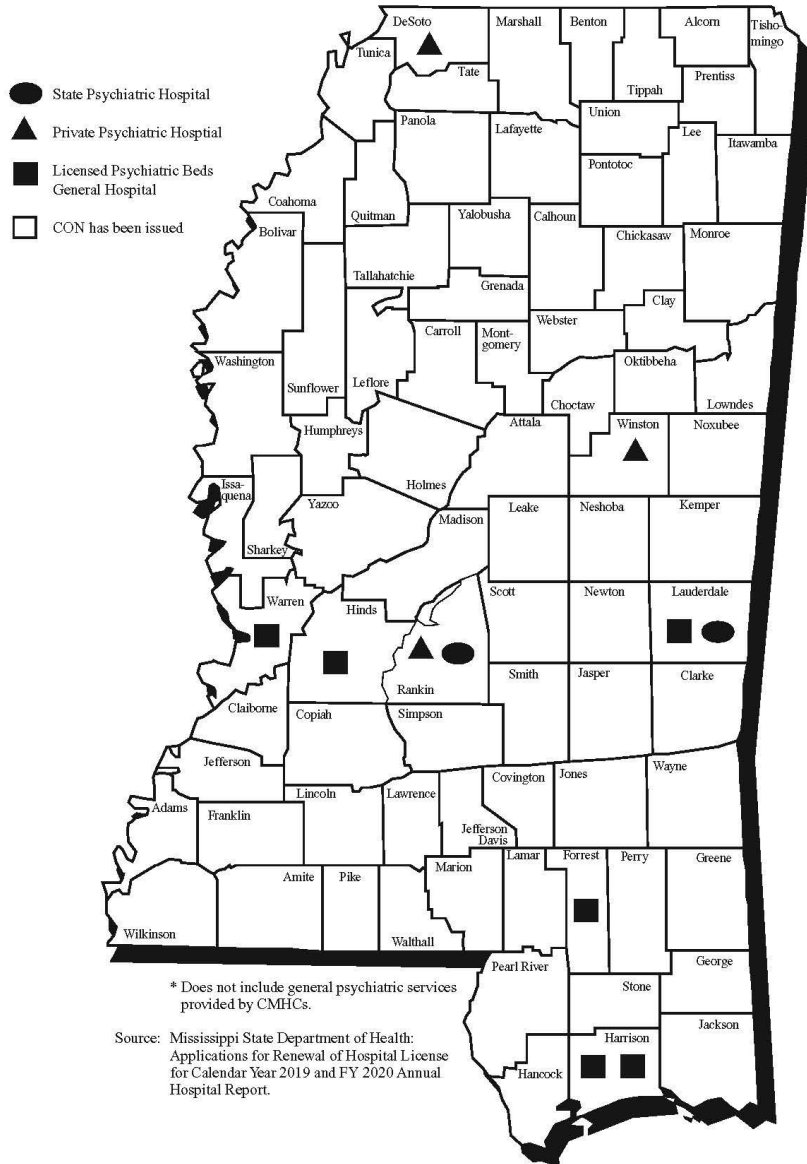 DeSoto
Marshall
Benton
Alcorn
Tisho-
mingo
Tunica
Tate
Tippah
Prentiss
State Psychiatric Hospital
Private Psychiatric Hosptial
Licensed Psychiatric Beds
General Hospital
CON has been issued
Panola
Lafayette
Union
Lee
Itawamba
Pontotoc
Coahoma
Quitman
Yalobusha
Calhoun
Bolivar
Chickasaw
Monroe
Tallahatchie
Grenada
Clay
Carroll
Mont-
gomery
Webster
Washington
Sunflower
Leflore
Oktibbeha
Choctaw
Lowndes
Humphreys
Attala
Winston
Noxubee
Issa-
quena
Holmes
Yazoo
Madison
Leake
Neshoba
Kemper
Sharkey
Warren
Hinds
Scott
Newton
Lauderdale
Rankin
Smith
Jasper
Clarke
Claiborne
Copiah
Simpson
Jefferson
Covington
Jones
Wayne
Lincoln
Lawrence
Adams
Franklin
Jefferson
Davis
Lamar
Forrest
Perry
Greene
Marion
Amite
Pike
Wilkinson
Walthall
Pearl River
George
Stone
Jackson
Harrison
Hancock
* Does not include general psychiatric services
provided by CMHCs.
Source: Mississippi State Department of Health:
Applications for Renewal of Hospital License
for Calendar Year 2019 and FY 2020 Annual
Hospital Report.